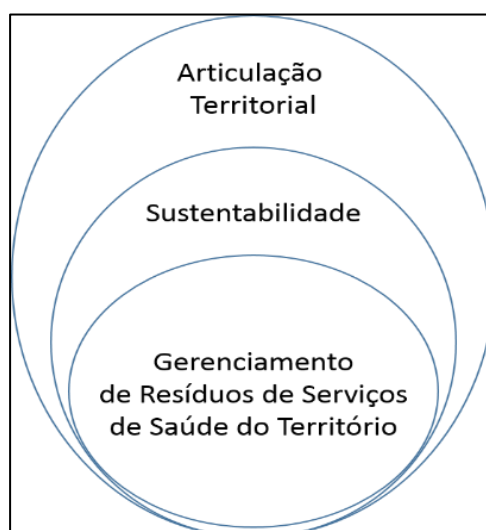 Articulação
Territorial
Sustentabilidade
Gerenciamento
de Resíduos de Serviços
de Saúde do Território